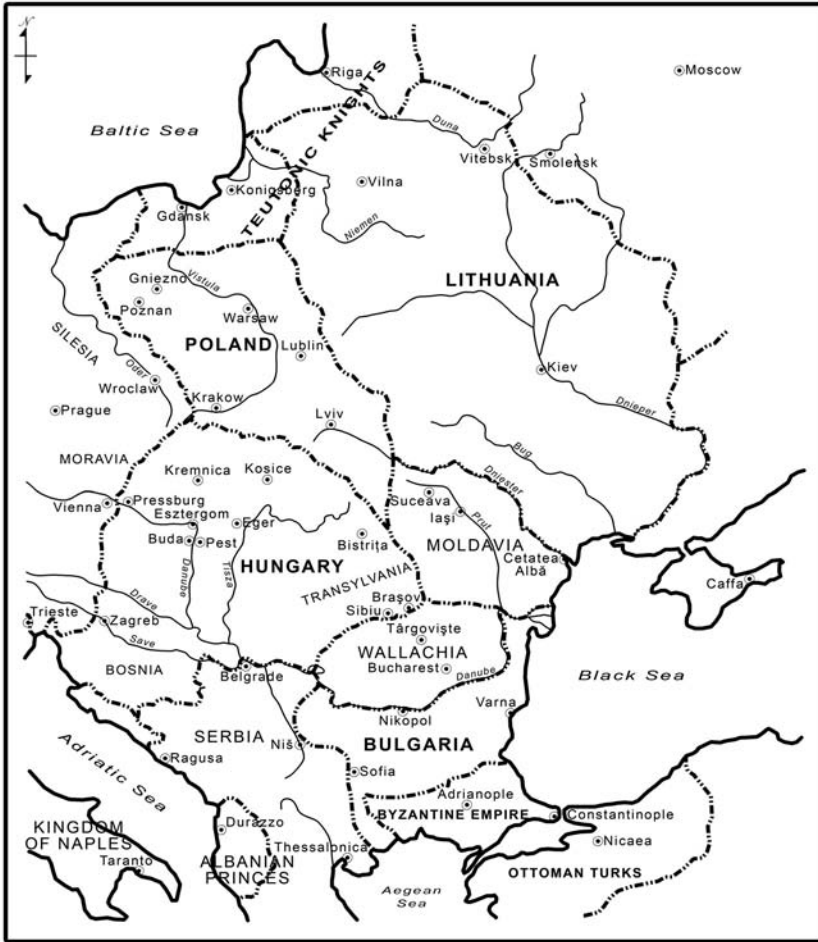 N
Riga
Moscow
Baltic Sea
TEUTONIC KNIGHTS
Duna
Vitebsk
Smolensk
Konigsberg
Vilna
Gdansk
Niemen
Gniezno
Vistula
LITHUANIA
Poznan
Warsaw
SILESIA
POLAND
Lublin
Oder
Wroclaw
Kiev
Prague
Krakow
Dnieper
Lviv
Bug
MORAVIA
Kremnica
Kosice
Dniester
Suceava
Vienna
Pressburg
Esztergom
Eger
Iaşi
Prut
Buda
Pest
Bistriţa
MOLDAVIA
Danube
Tisza
HUNGARY
Cetatea
Albă
TRANSYLVANIA
Caffa
Drave
Braşov
Trieste
Zagreb
Sibiu
Save
Târgovişte
WALLACHIA
BOSNIA
Belgrade
Bucharest
Danube
Black Sea
Varna
Nikopol
SERBIA
Niš
BULGARIA
Adriatic Sea
Ragusa
Sofia
Adrianople
BYZANTINE EMPIRE
Constantinople
KINGDOM
OF NAPLES
Durazzo
Thessalonica
Nicaea
Taranto
ALBANIAN
PRINCES
OTTOMAN TURKS
Aegean
Sea